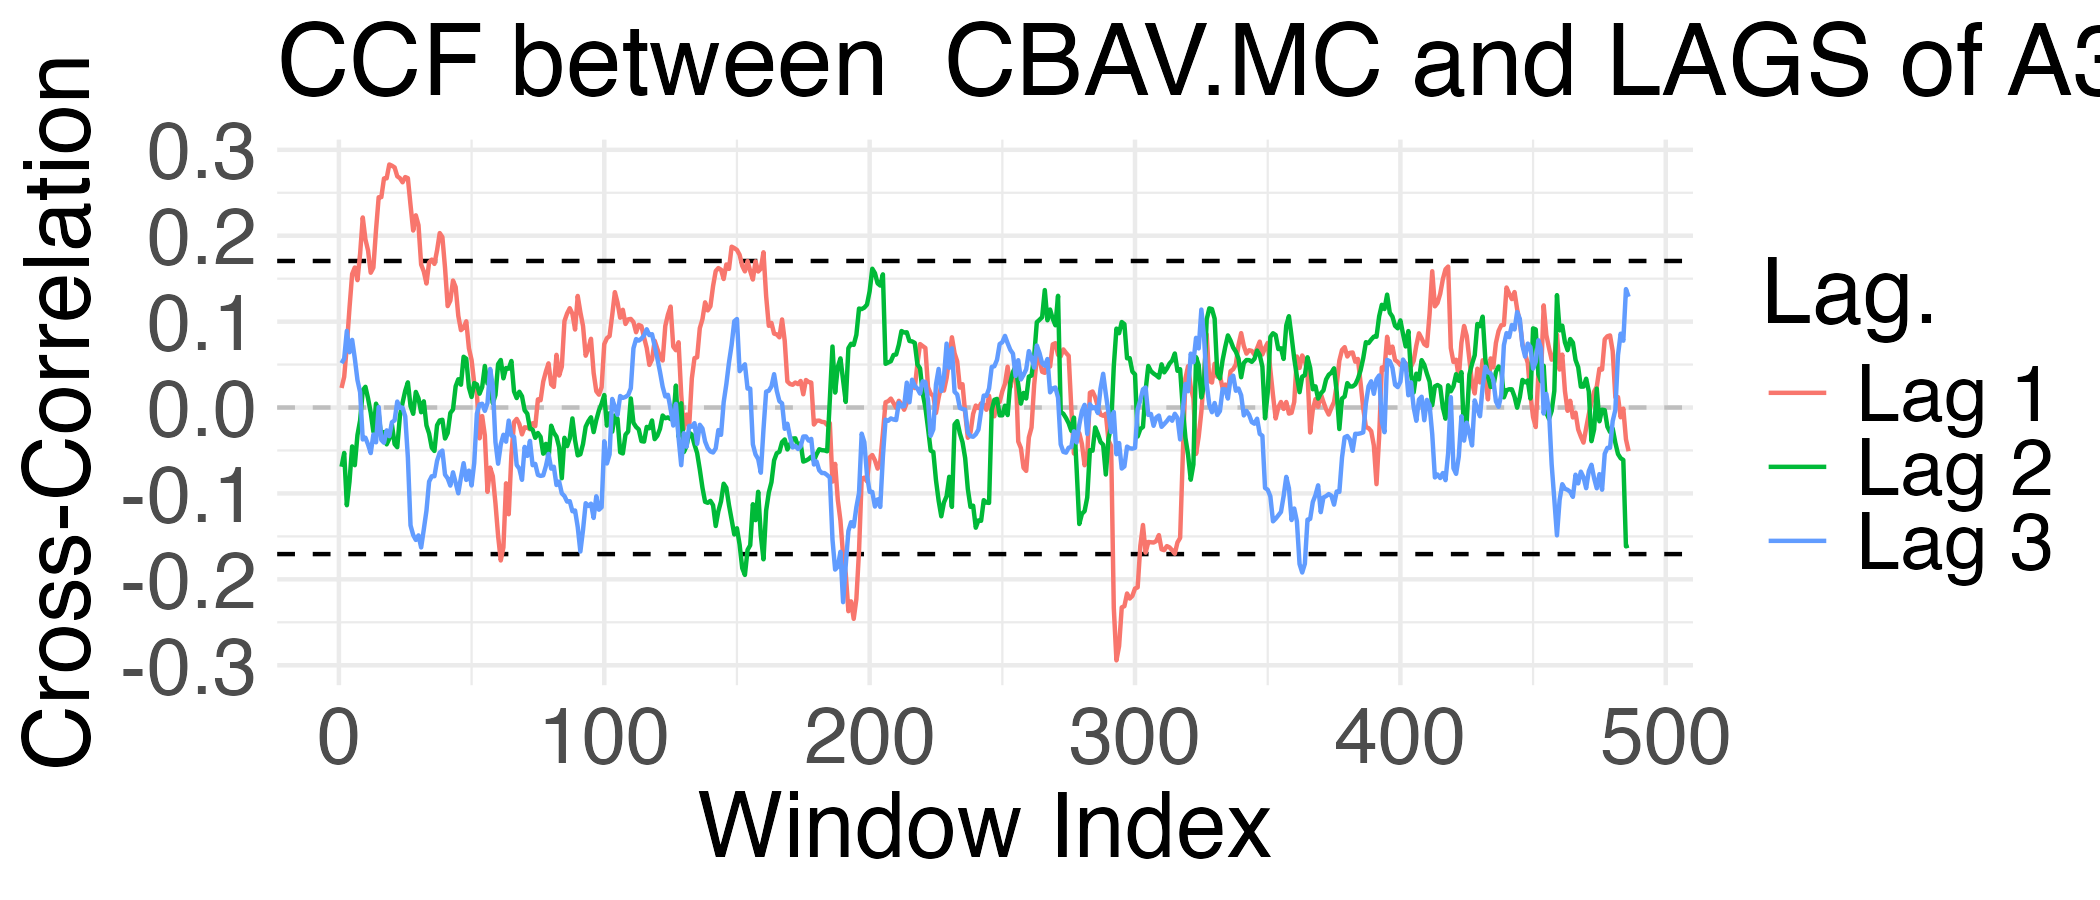 CCF between CBAV.MC and LAGS of A3
Cross-Correlation
0.3
0.2
0.1
0.0
-0.1
-0.2
-0.3
0 100 200 300 400 500
Window Index
Lag.
Lag 1
Lag 2
Lag 3